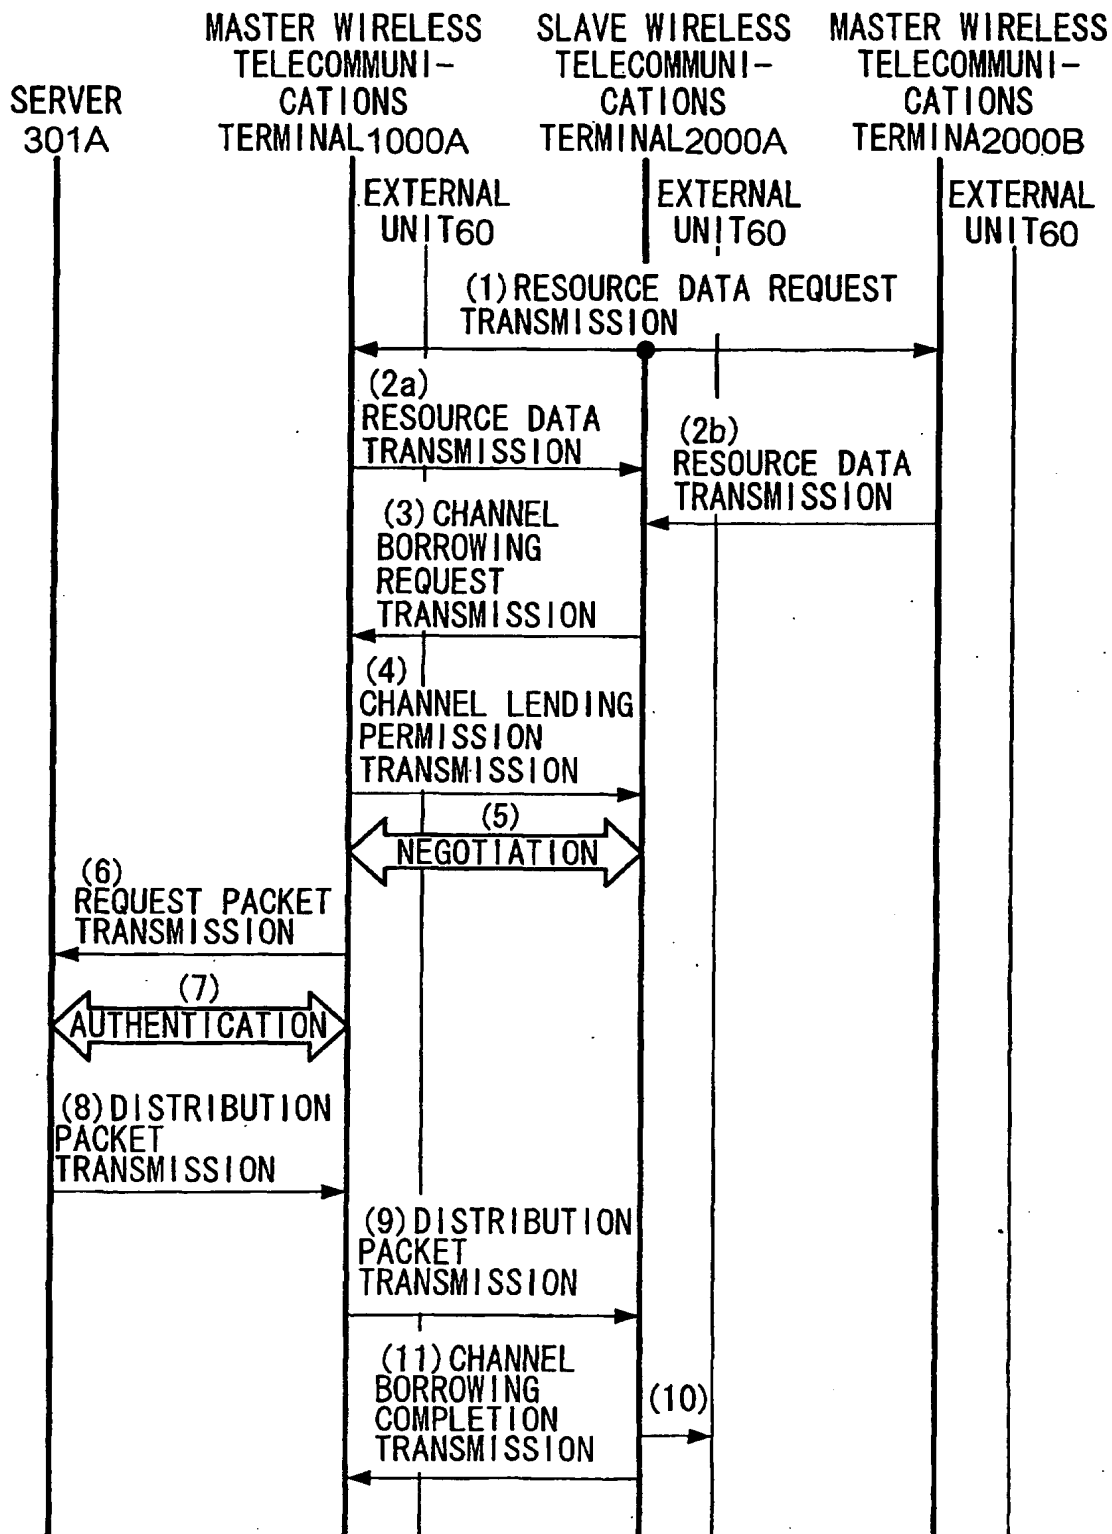 SERVER
301A
MASTER WIRELESS
TELECOMMUNI-
CATIONS
TERMINAL1000A
SLAVE WIRELESS
TELECOMMUNI-
CATIONS
TERMINAL2000A
MASTER WIRELESS
TELECOMMUNI-
CATIONS
TERMINA2000B
EXTERNAL
UNIT60
EXTERNAL
UNIT60
EXTERNAL
UNIT60
(1)RESOURCE DATA REQUEST
TRANSMISSION
(2a)
RESOURCE DATA
TRANSMISSION
(2b)
RESOURCE DATA
TRANSMISSION
(3)CHANNEL
BORROWING
REQUEST
TRANSMISSION
(4)
CHANNEL LENDING
PERMISSION
TRANSMISSION
(5)
NEGOTIATION
(6)
REQUEST PACKET
TRANSMISSION
(7)
AUTHENTICATION
(8)DISTRIBUTION
PACKET
TRANSMISSION
(9)DISTRIBUTION
PACKET
TRANSMISSION
(11)CHANNEL
BORROWING
COMPLETION
TRANSMISSION
(10)